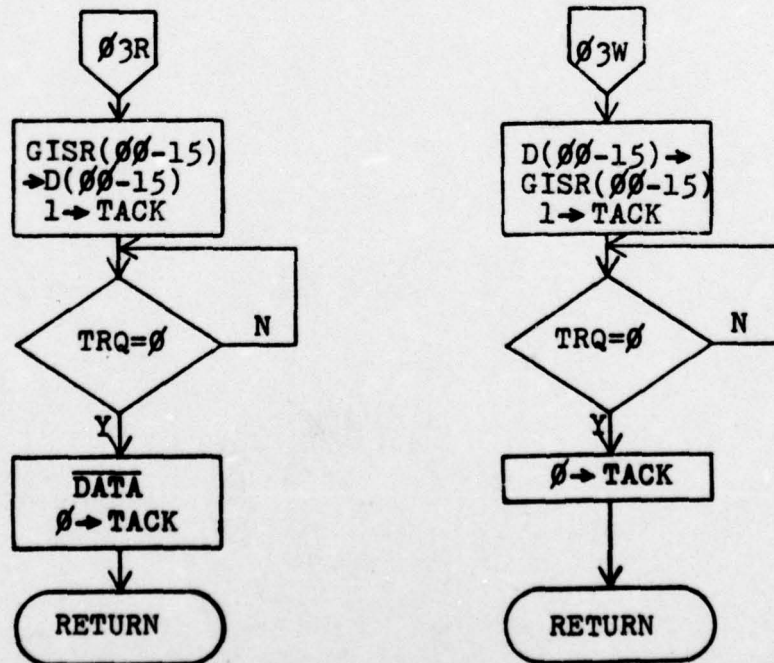 Ø3R
GISR(ØØ-15)
→D(ØØ-15)
1→TACK
TRQ=Ø
N
Y
DATA
Ø→TACK
RETURN
Ø3W
D(ØØ-15)→
GISR(ØØ-15)
1→TACK
TRQ=Ø
N
Y
Ø→TACK
RETURN